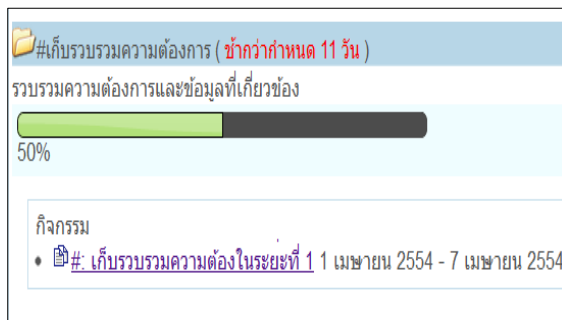 #เก็บรวบรวมความต้องการ ( ช้ากว่ากำหนด 11 วัน )
รวบรวมความต้องการและข้อมูลที่เกี่ยวข้อง
50%
กิจกรรม
• #: เก็บรวบรวมความต้องในระยะที่ 1 1 เมษายน 2554 - 7 เมษายน 2554